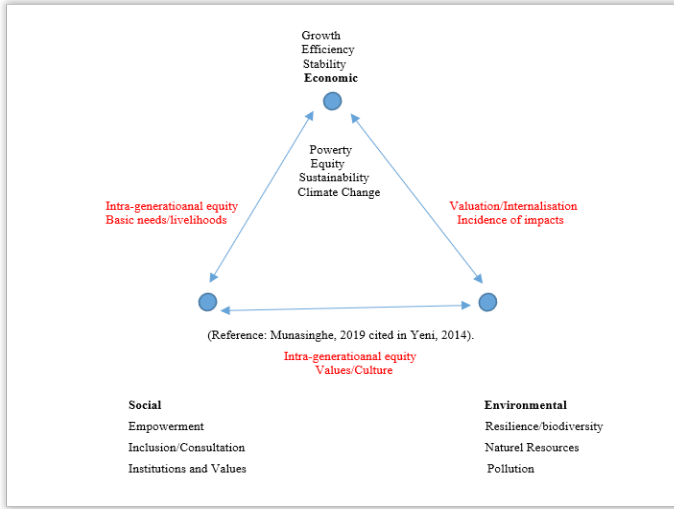 Growth
Efficiency
Stability
Economic
Powerty
Equity
Sustainability
Climate Change
Intra-generatioanal equity
Basic needs/livelihoods
Valuation/Internalisation
Incidence of impacts
(Reference: Munasinghe, 2019 cited in Yeni, 2014).
Intra-generatioanal equity
Values/Culture
Social
Empowerment
Inclusion/Consultation
Institutions and Values
Environmental
Resilience/biodiversity
Naturel Resources
Pollution